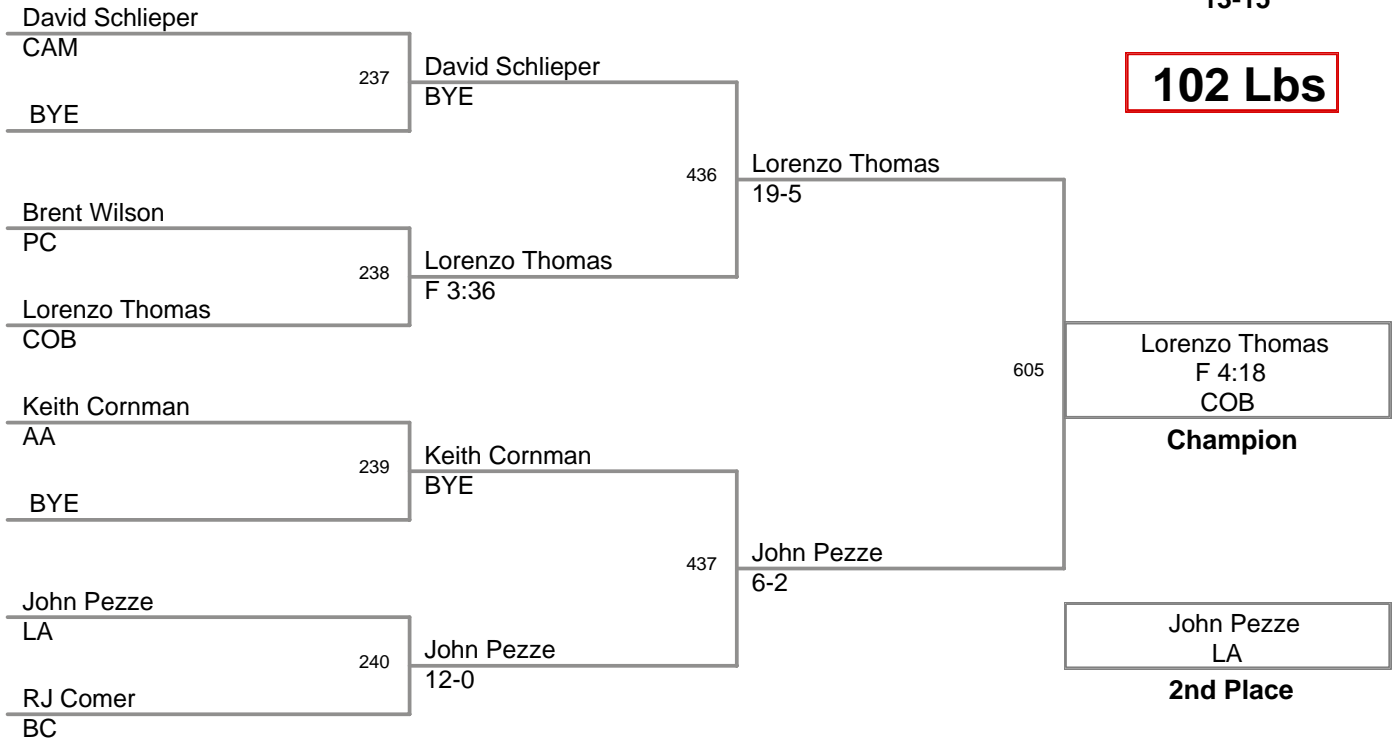 13-15
102 Lbs
David Schlieper
CAM
237
BYE
David Schlieper
BYE
436
Brent Wilson
PC
238
Lorenzo Thomas
COB
Lorenzo Thomas
F 3:36
Lorenzo Thomas
19-5
605
Keith Cornman
AA
239
BYE
Keith Cornman
BYE
437
John Pezze
LA
240
RJ Comer
BC
John Pezze
12-0
John Pezze
6-2
Lorenzo Thomas
F 4:18
COB
Champion
John Pezze
LA
2nd Place